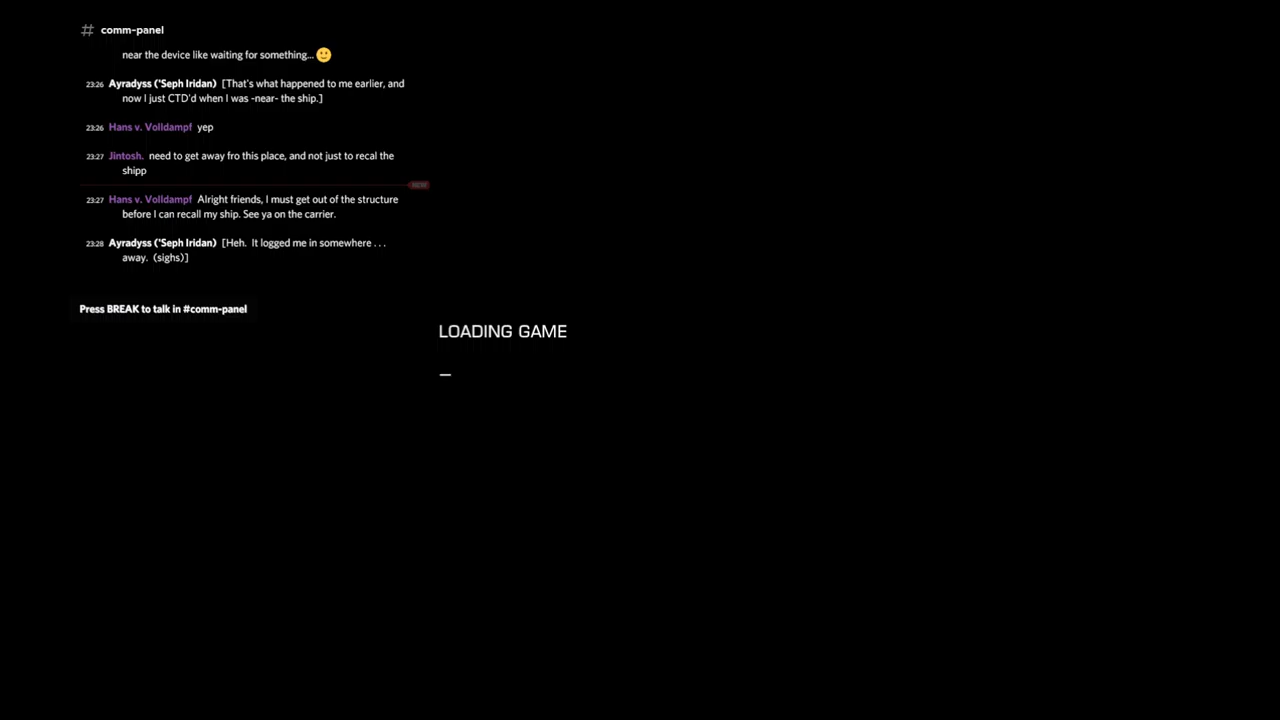 # comm-panel
near the device like waiting for something... 🙂
23:26 Ayradyss ('Seph Iridan) [That's what happened to me earlier, and
now I just CTD'd when I was -near- the ship.]
23:26 Hans v. Volldampf yep
23:27 Jintosh. need to get away fro this place, and not just to recal the
shipp
NEW
23:27 Hans v. Volldampf Alright friends, I must get out of the structure
before I can recall my ship. See ya on the carrier.
23:28 Ayradyss ('Seph Iridan) [Heh. It logged me in somewhere . . .
away. (sighs)]
Press BREAK to talk in #comm-panel
LOADING GAME
_